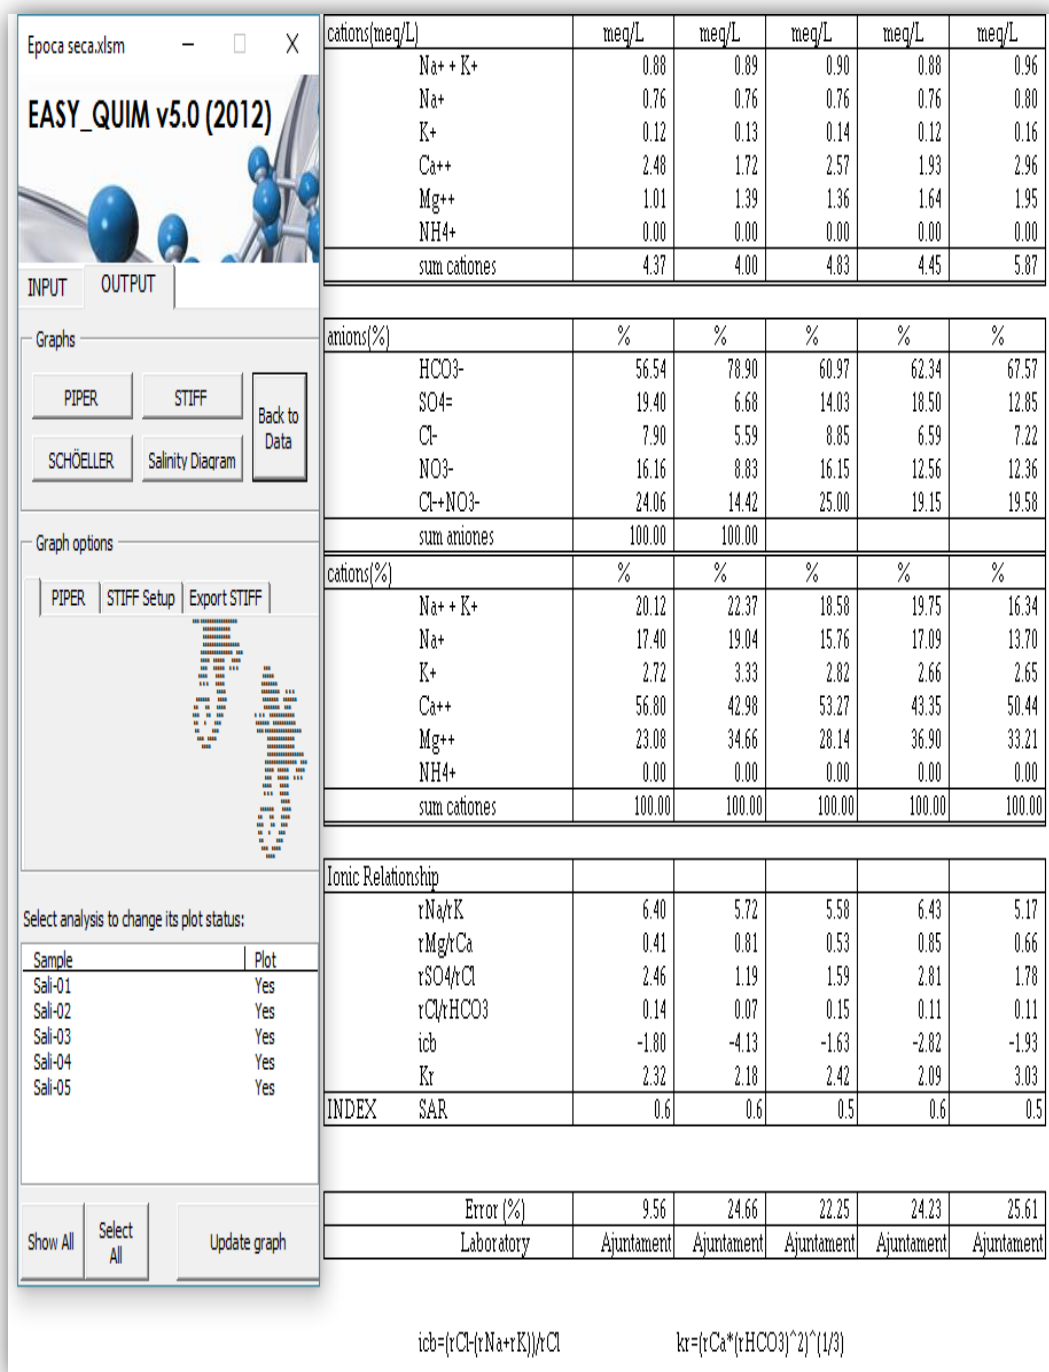 Epoca seca.xlsm
EASY_QUIM v5.0 (2012)
INPUT OUTPUT
Graphs
PIPER STIFF Back to Data
SCHÖELLER Salinity Diagram
Graph options
PIPER STIFF Setup Export STIFF
Select analysis to change its plot status:
Sample Plot
Sali-01 Yes
Sali-02 Yes
Sali-03 Yes
Sali-04 Yes
Sali-05 Yes
Show All Select All Update graph
cations(meq/L) meq/L meq/L meq/L meq/L meq/L
Na+ + K+ 0.88 0.89 0.90 0.88 0.96
Na+ 0.76 0.76 0.76 0.76 0.80
K+ 0.12 0.13 0.14 0.12 0.16
Ca++ 2.48 1.72 2.57 1.93 2.96
Mg++ 1.01 1.39 1.36 1.64 1.95
NH4+ 0.00 0.00 0.00 0.00 0.00
sum cationes 4.37 4.00 4.83 4.45 5.87
anions(%) % % % % %
HCO3- 56.54 78.90 60.97 62.34 67.57
SO4= 19.40 6.68 14.03 18.50 12.85
Cl- 7.90 5.59 8.85 6.59 7.22
NO3- 16.16 8.83 16.15 12.56 12.36
Cl-+NO3- 24.06 14.42 25.00 19.15 19.58
sum aniones 100.00 100.00
cations(%) % % % % %
Na+ + K+ 20.12 22.37 18.58 19.75 16.34
Na+ 17.40 19.04 15.76 17.09 13.70
K+ 2.72 3.33 2.82 2.66 2.65
Ca++ 56.80 42.98 53.27 43.35 50.44
Mg++ 23.08 34.66 28.14 36.90 33.21
NH4+ 0.00 0.00 0.00 0.00 0.00
sum cationes 100.00 100.00 100.00 100.00 100.00
Ionic Relationship
rNa/rK 6.40 5.72 5.58 6.43 5.17
rMg/rCa 0.41 0.81 0.53 0.85 0.66
rSO4/rCl 2.46 1.19 1.59 2.81 1.78
rCl/rHCO3 0.14 0.07 0.15 0.11 0.11
icb -1.80 -4.13 -1.63 -2.82 -1.93
Kr 2.32 2.18 2.42 2.09 3.03
INDEX SAR 0.6 0.6 0.5 0.6 0.5
Error (%) 9.56 24.66 22.25 24.23 25.61
Laboratory Ajuntament Ajuntament Ajuntament Ajuntament Ajuntament
icb=(rCl-(rNa+rK))/rCl kr=(rCa*(rHCO3)^2)^(1/3)